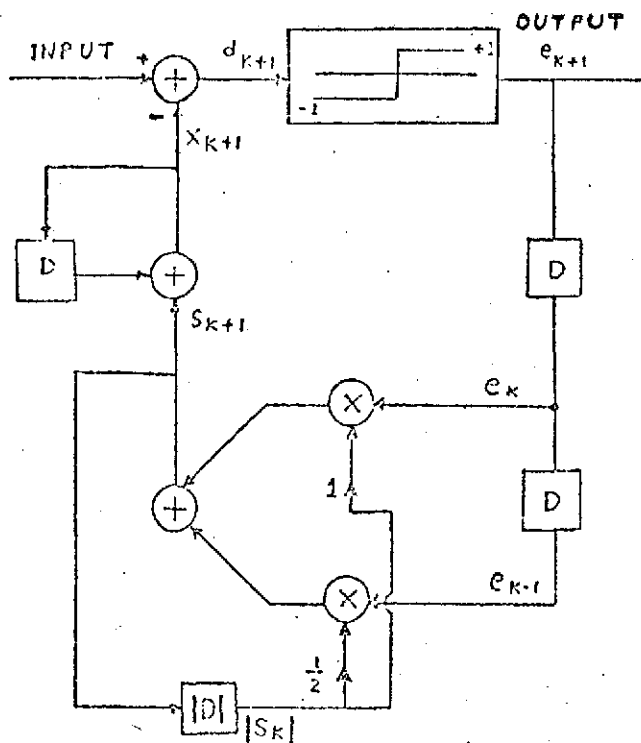 INPUT
+
+
-
d_{K+1}
+1
-1
OUTPUT
e_{K+1}
X_{K+1}
D
+
S_{K+1}
D
×
e_K
1
+
D
×
e_{K-1}
1/2
|D|
|S_K|